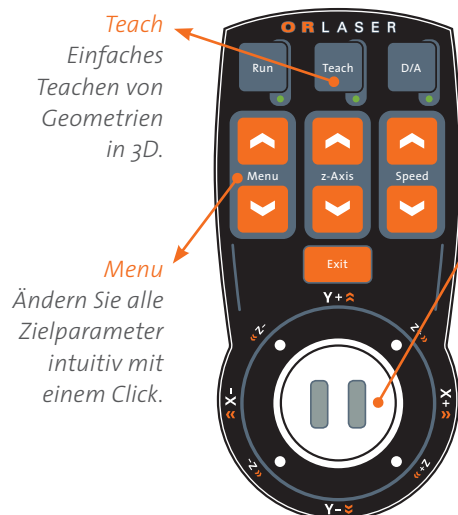 Teach
Einfaches
Teachen von
Geometrien
in 3D.
Menu
Ändern Sie alle
Zielparameter
intuitiv mit
einem Click.
ORLASER
Run
Teach
D/A
Menu
z-Axis
Speed
Exit
Y+
Z-
Z+
X-
X+
Z-
Z+
Y-